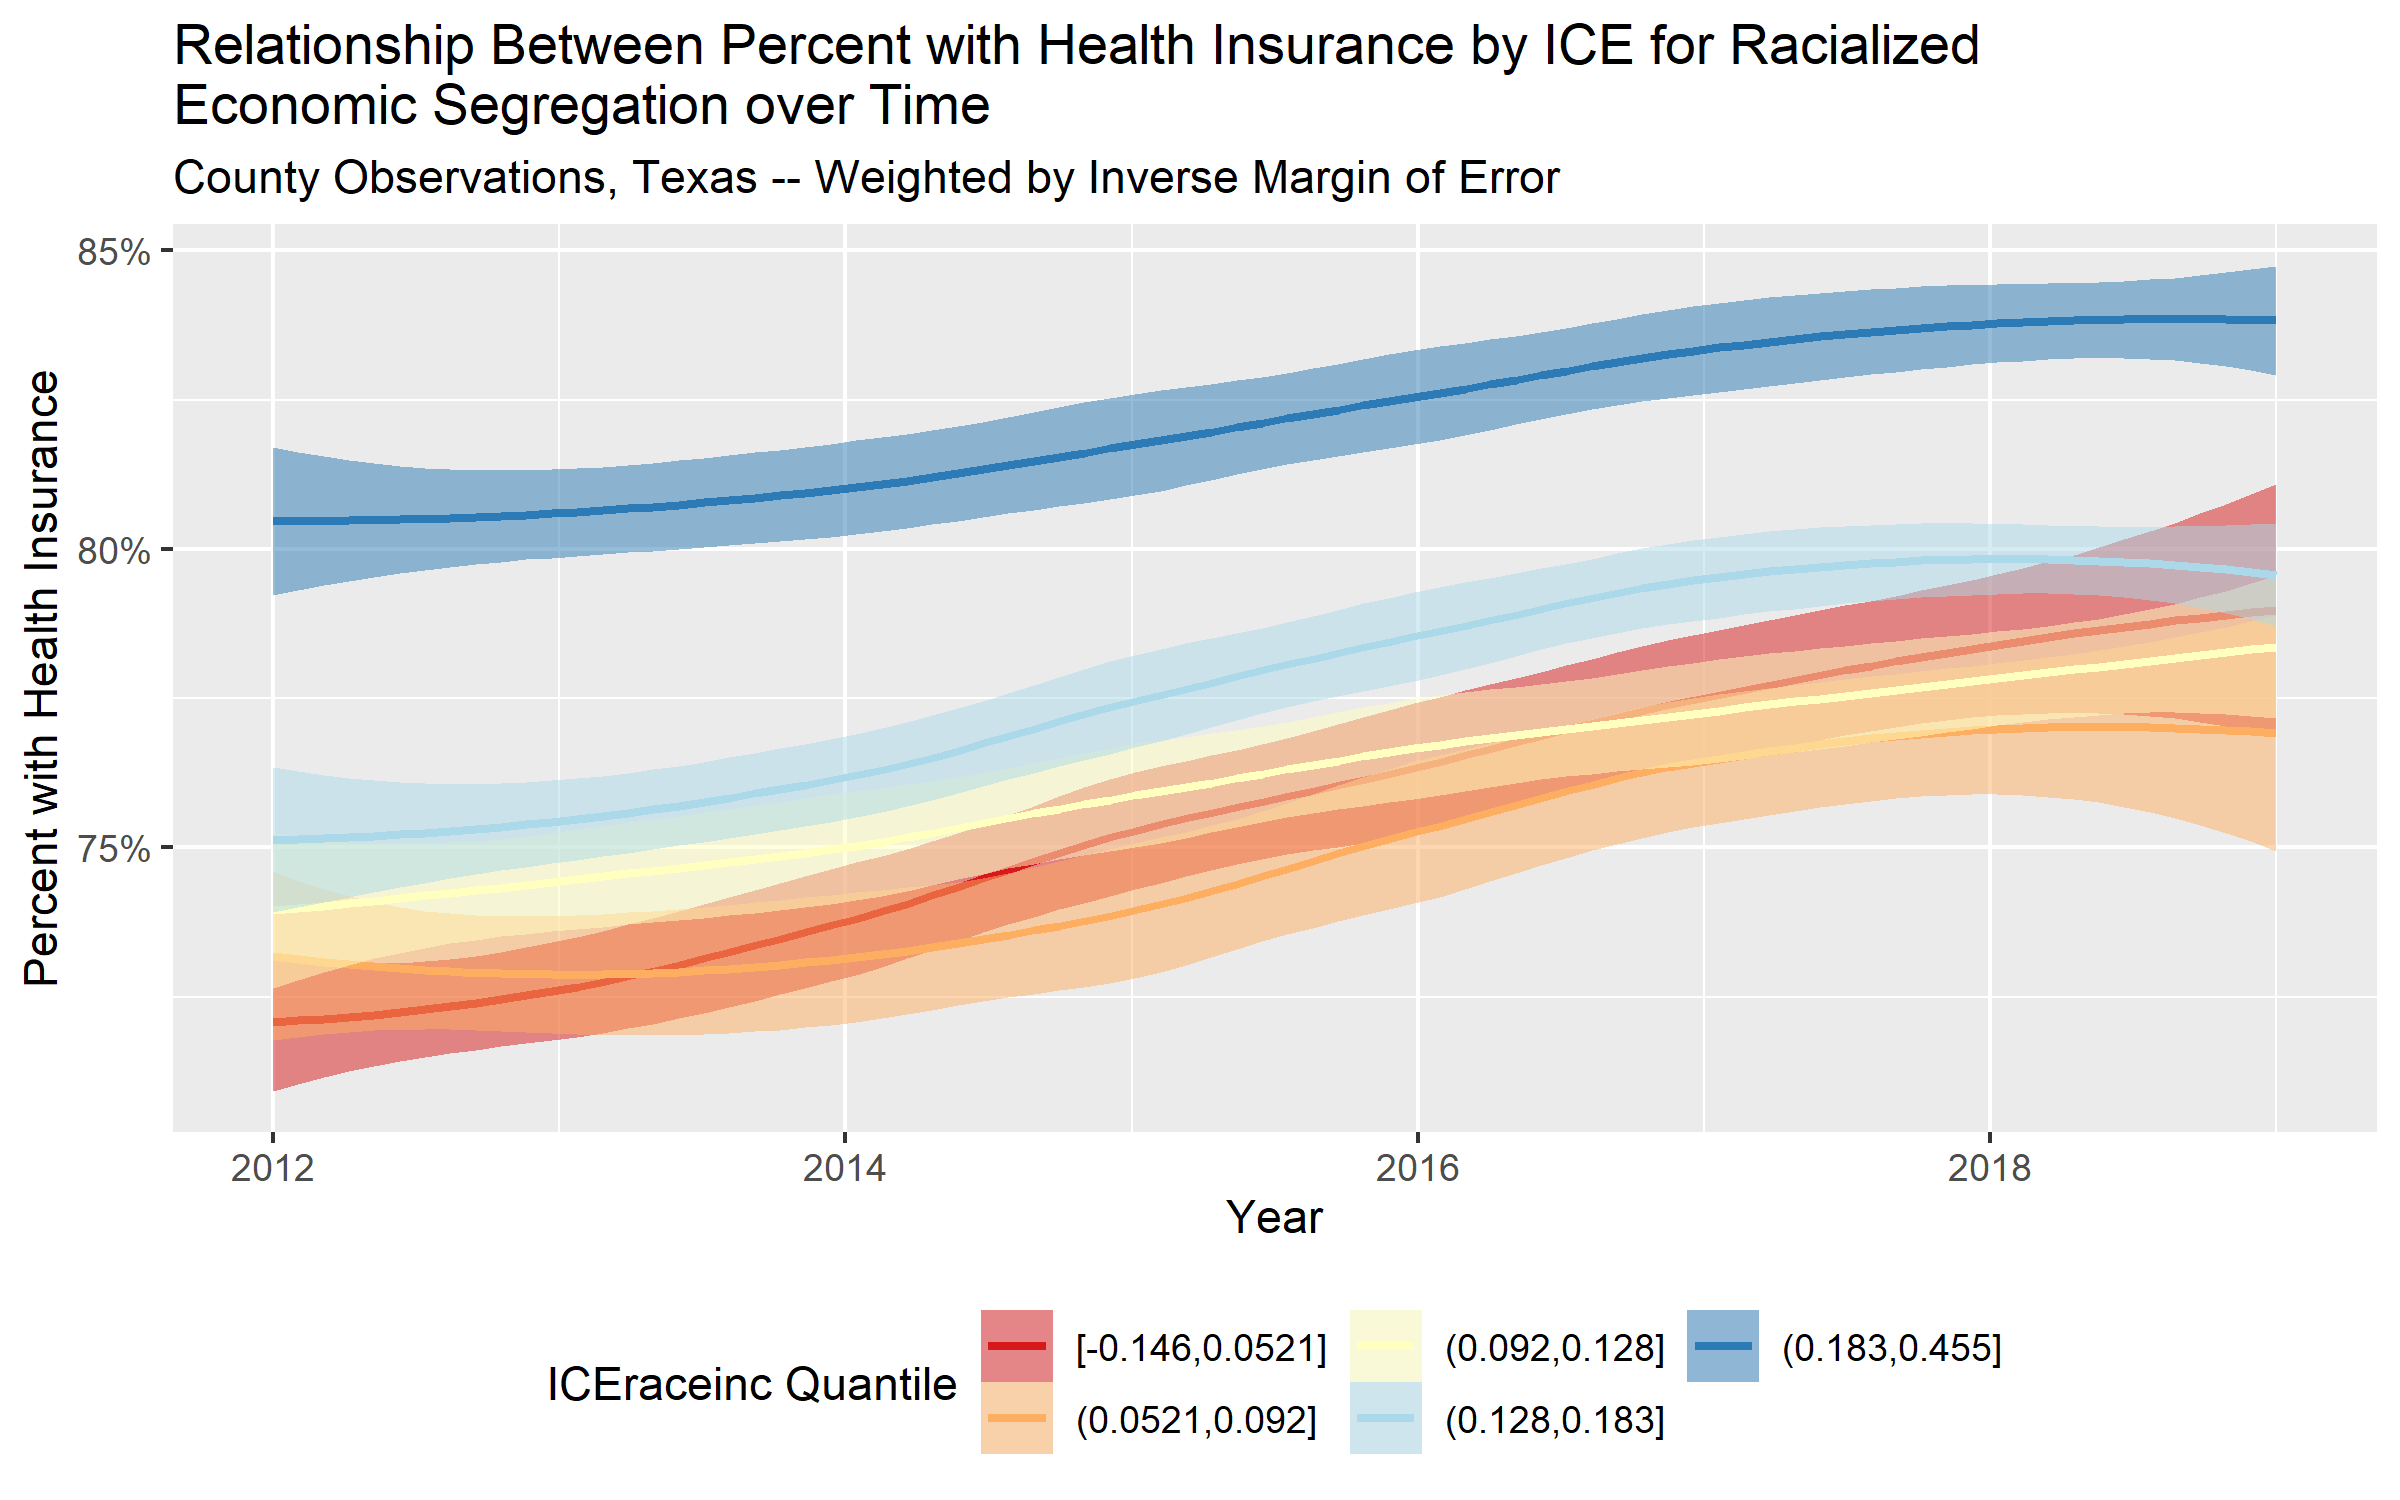 Relationship Between Percent with Health Insurance by ICE for Racialized
Economic Segregation over Time
County Observations, Texas -- Weighted by Inverse Margin of Error
Percent with Health Insurance
85%
80%
75%
2012
2014
2016
2018
Year
ICEraceinc Quantile
[-0.146,0.0521]
(0.0521,0.092]
(0.092,0.128]
(0.128,0.183]
(0.183,0.455]